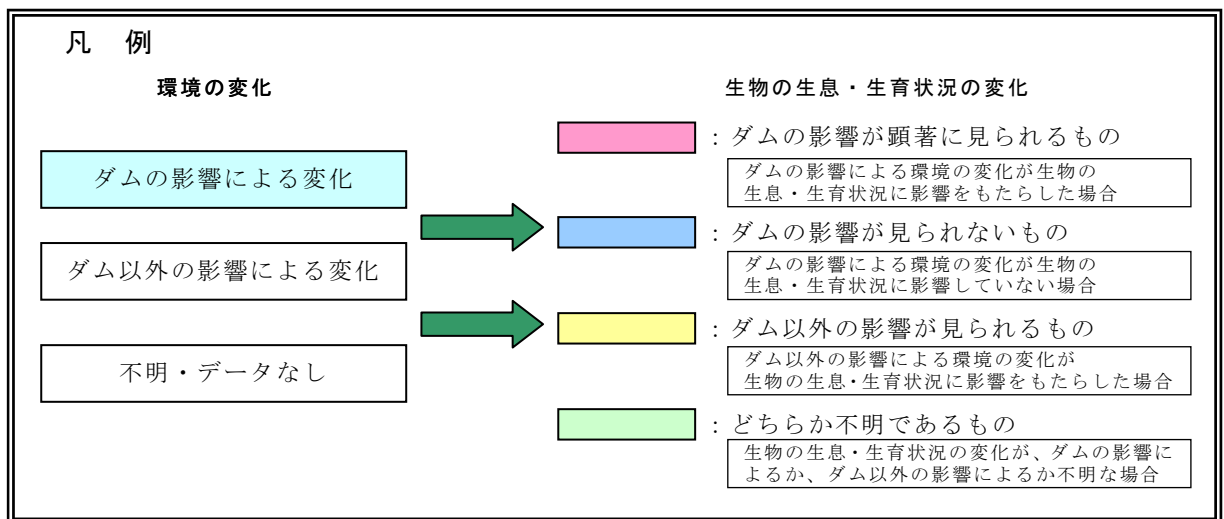 凡 例
環境の変化
ダムの影響による変化
ダム以外の影響による変化
不明・データなし
生物の生息・生育状況の変化
：ダムの影響が顕著に見られるもの
ダムの影響による環境の変化が生物の
生息・生育状況に影響をもたらした場合
：ダムの影響が見られないもの
ダムの影響による環境の変化が生物の
生息・生育状況に影響していない場合
：ダム以外の影響が見られるもの
ダム以外の影響による環境の変化が
生物の生息・生育状況に影響をもたらした場合
：どちらか不明であるもの
生物の生息・生育状況の変化が、ダムの影響に
よるか、ダム以外の影響によるか不明な場合